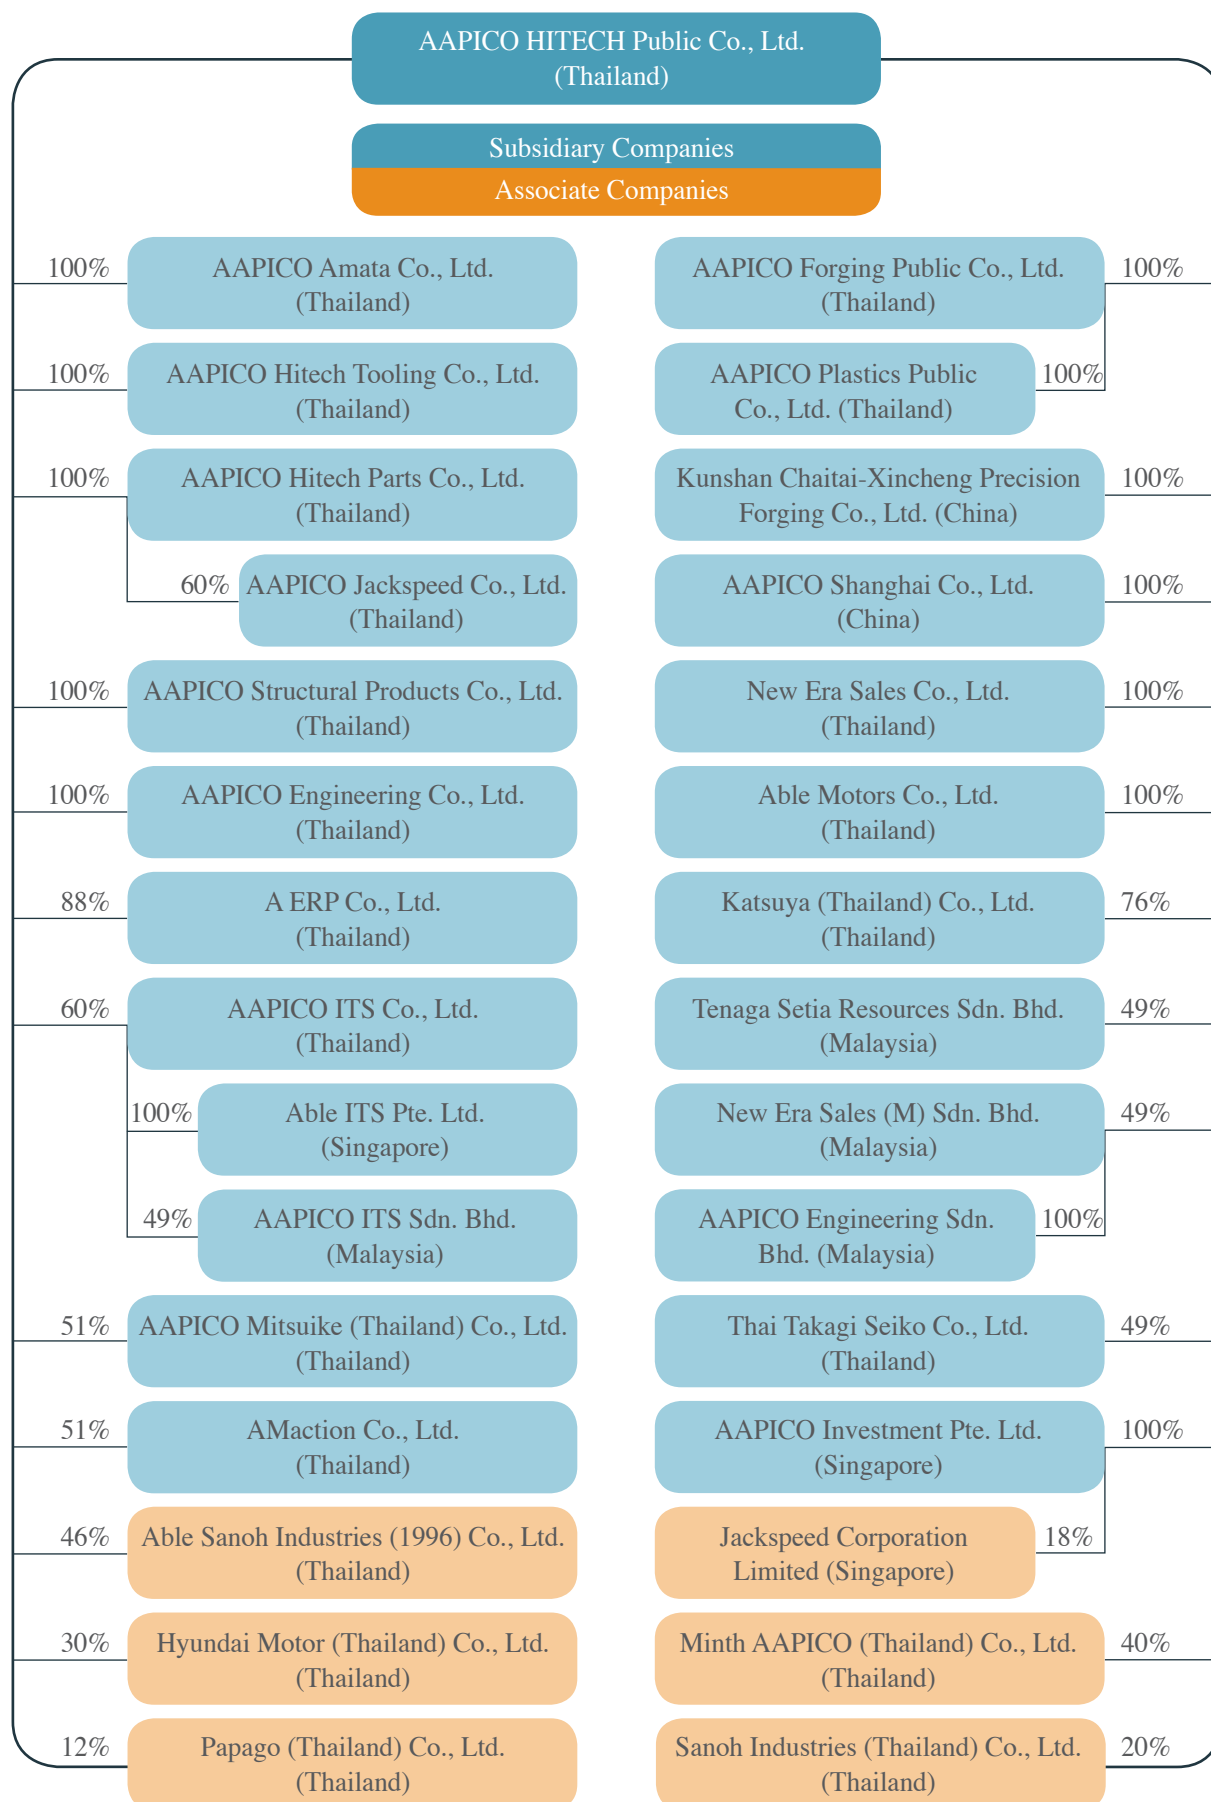 AAPICO HITECH Public Co., Ltd.
(Thailand)
Subsidiary Companies
Associate Companies
100%
AAPICO Amata Co., Ltd.
(Thailand)
100%
AAPICO Hitech Tooling Co., Ltd.
(Thailand)
100%
AAPICO Hitech Parts Co., Ltd.
(Thailand)
60%
AAPICO Jackspeed Co., Ltd.
(Thailand)
100%
AAPICO Structural Products Co., Ltd.
(Thailand)
100%
AAPICO Engineering Co., Ltd.
(Thailand)
88%
A ERP Co., Ltd.
(Thailand)
60%
AAPICO ITS Co., Ltd.
(Thailand)
100%
Able ITS Pte. Ltd.
(Singapore)
49%
AAPICO ITS Sdn. Bhd.
(Malaysia)
51%
AAPICO Mitsuike (Thailand) Co., Ltd.
(Thailand)
51%
AMaction Co., Ltd.
(Thailand)
46%
Able Sanoh Industries (1996) Co., Ltd.
(Thailand)
30%
Hyundai Motor (Thailand) Co., Ltd.
(Thailand)
12%
Papago (Thailand) Co., Ltd.
(Thailand)
AAPICO Forging Public Co., Ltd.
(Thailand)
100%
AAPICO Plastics Public
Co., Ltd. (Thailand)
100%
Kunshan Chaitai-Xincheng Precision
Forging Co., Ltd. (China)
100%
AAPICO Shanghai Co., Ltd.
(China)
100%
New Era Sales Co., Ltd.
(Thailand)
100%
Able Motors Co., Ltd.
(Thailand)
100%
Katsuya (Thailand) Co., Ltd.
(Thailand)
76%
Tenaga Setia Resources Sdn. Bhd.
(Malaysia)
49%
New Era Sales (M) Sdn. Bhd.
(Malaysia)
49%
AAPICO Engineering Sdn.
Bhd. (Malaysia)
100%
Thai Takagi Seiko Co., Ltd.
(Thailand)
49%
AAPICO Investment Pte. Ltd.
(Singapore)
100%
Jackspeed Corporation
Limited (Singapore)
18%
Minth AAPICO (Thailand) Co., Ltd.
(Thailand)
40%
Sanoh Industries (Thailand) Co., Ltd.
(Thailand)
20%